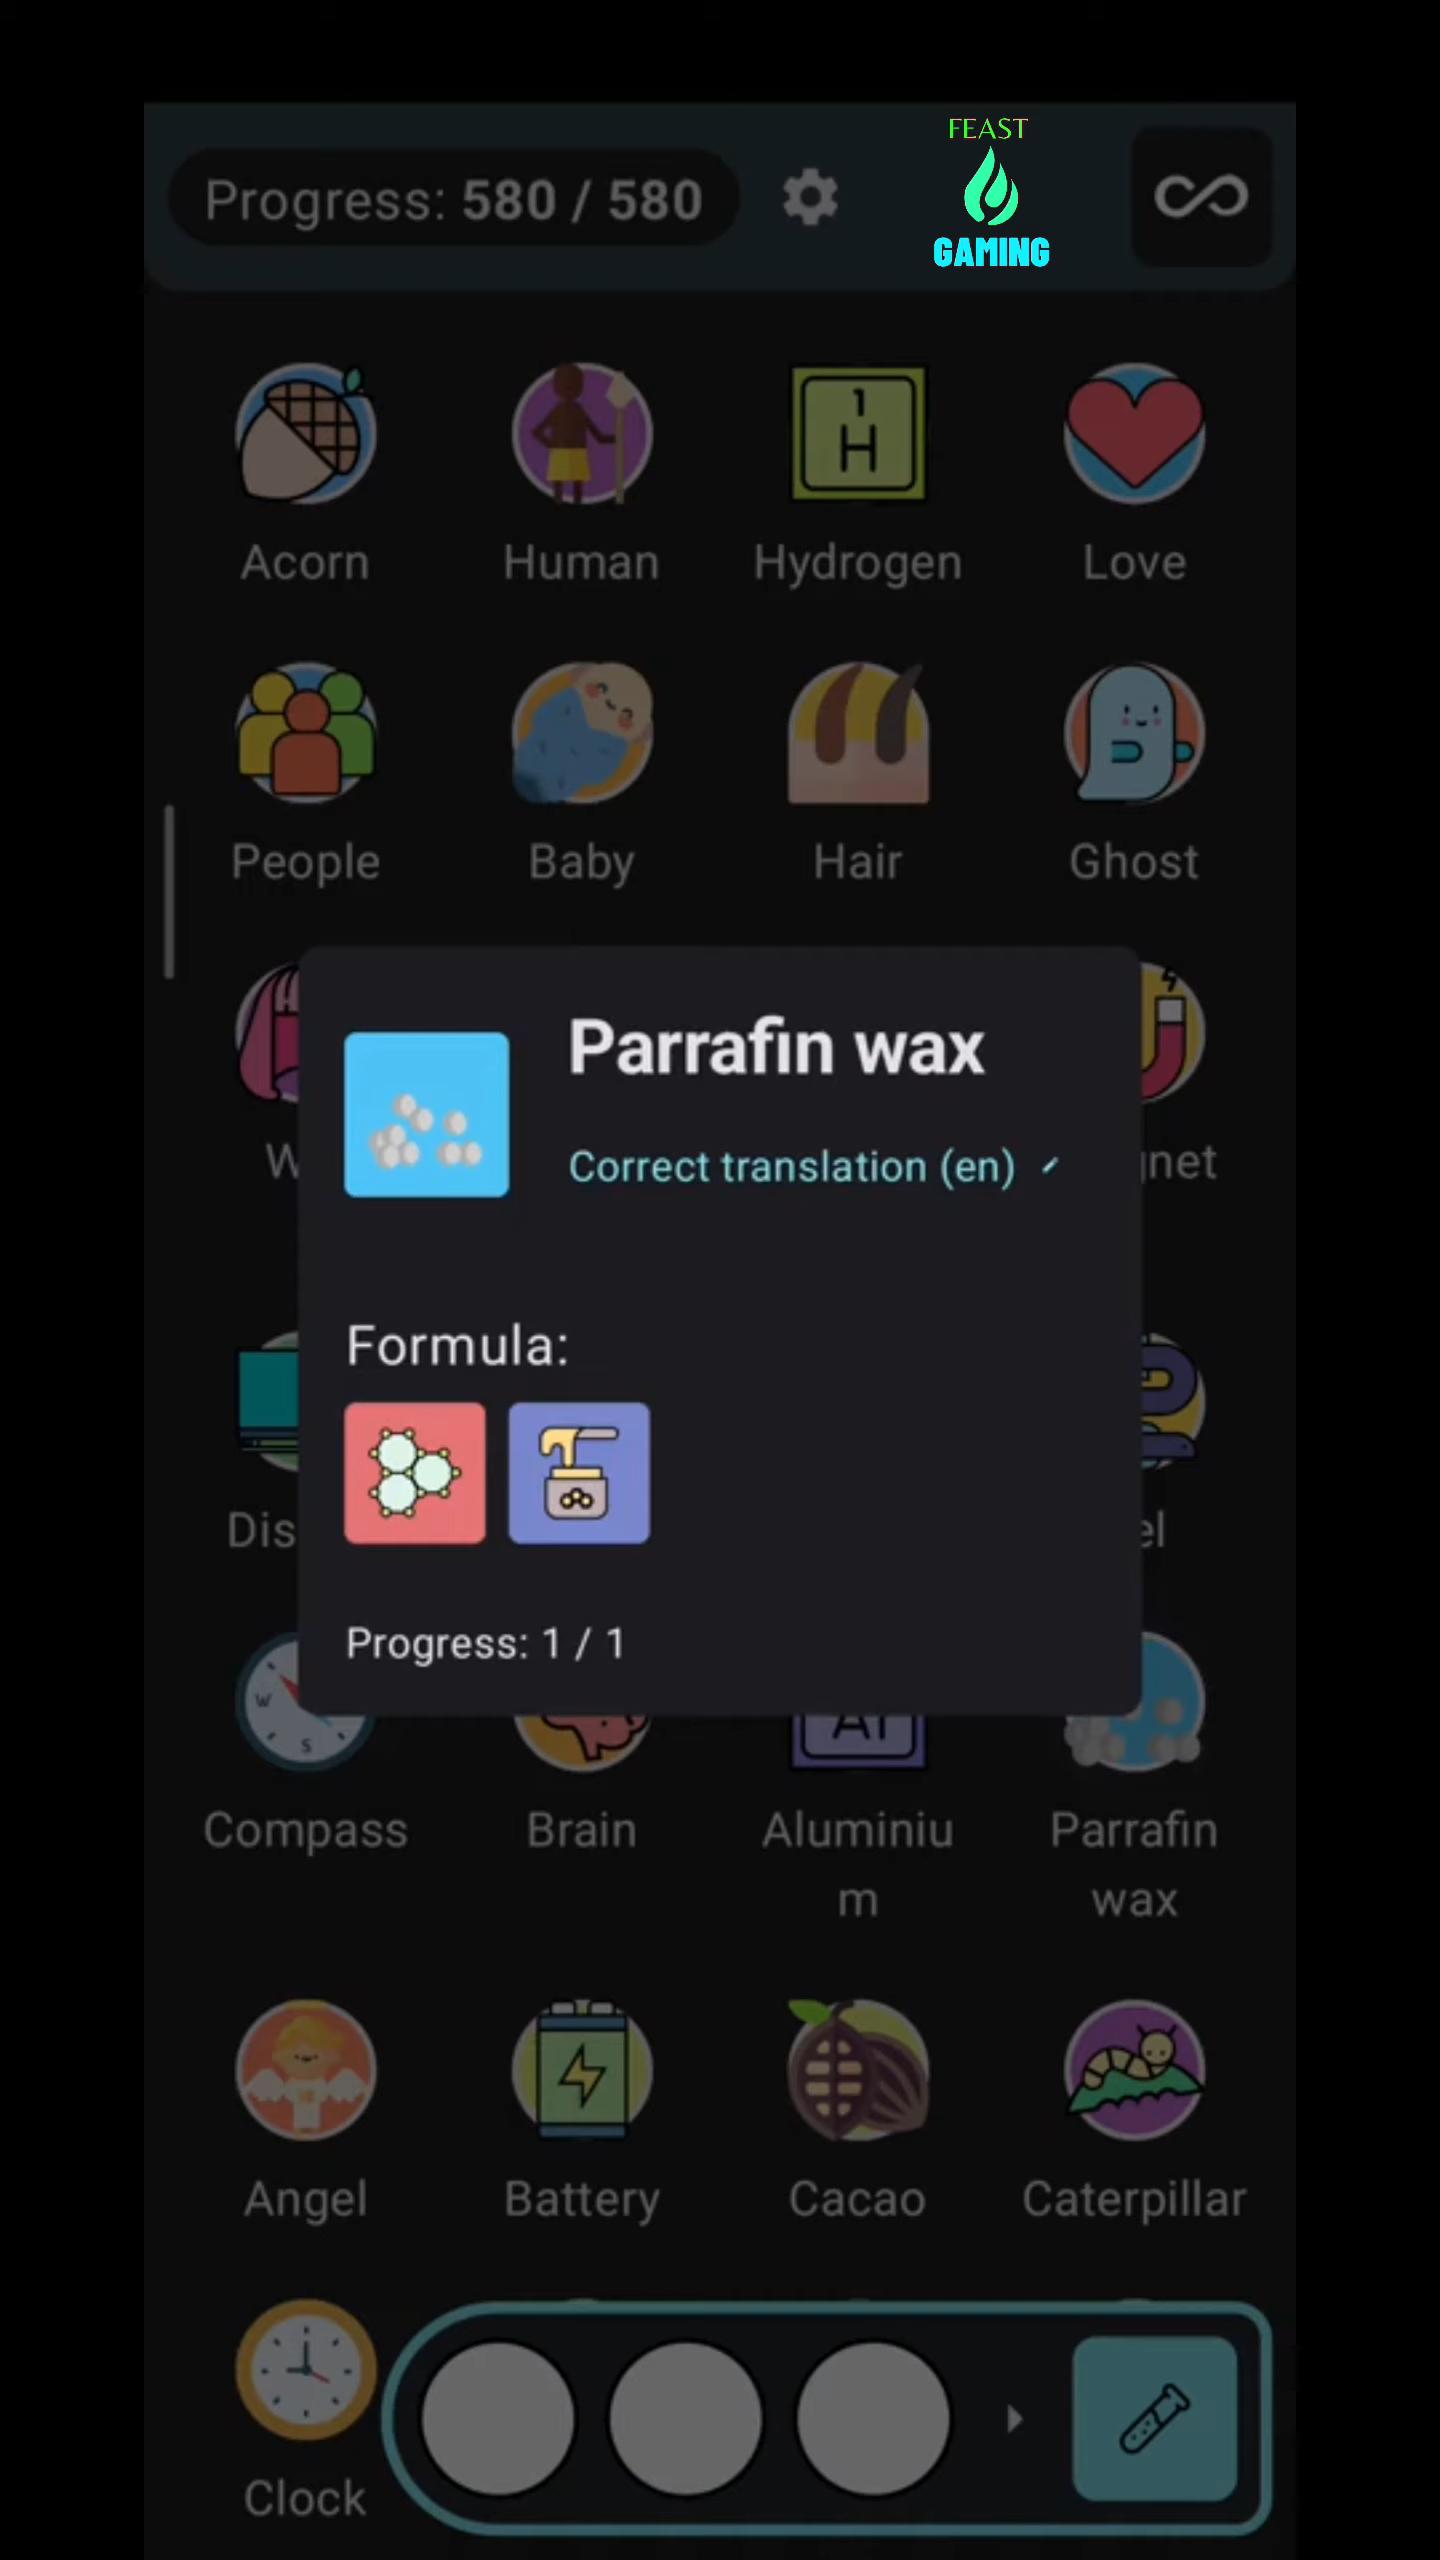 FEAST
GAMING
Progress: 580 / 580
1
H
Acorn
Human
Hydrogen
Love
People
Baby
Hair
Ghost
Parrafin wax
Correct translation (en)
Formula:
Progress: 1 / 1
W
S
Compass
Brain
Aluminiu
m
Parrafin
wax
Angel
Battery
Cacao
Caterpillar
Clock